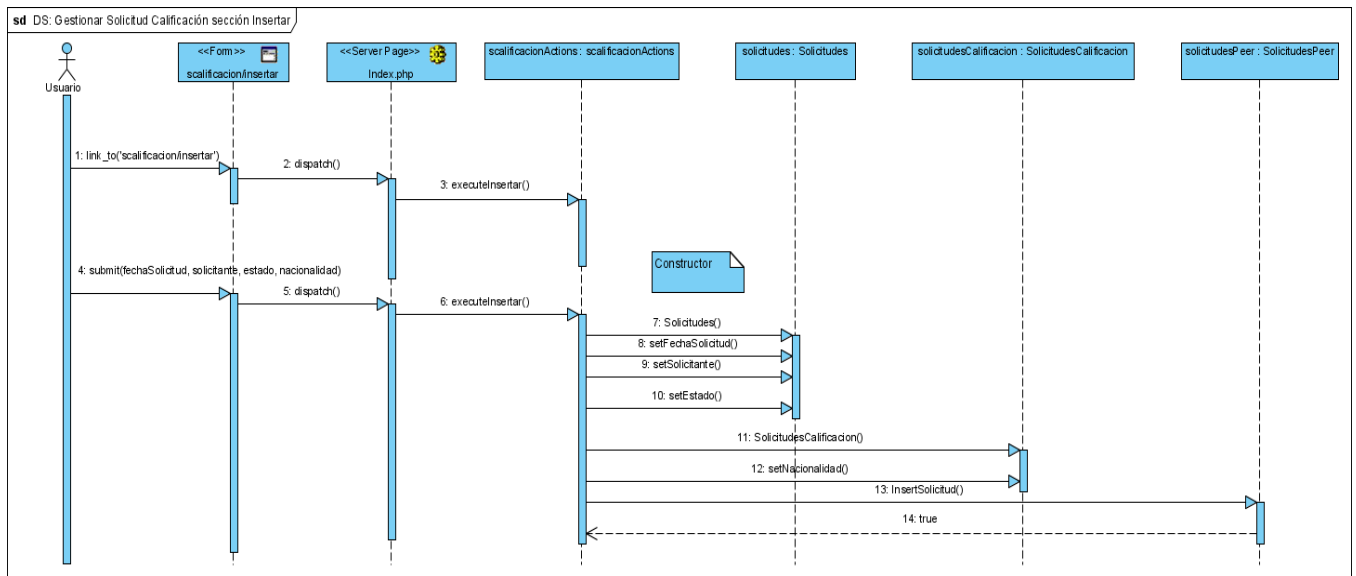 sd DS: Gestionar Solicitud Calificación sección Insertar
Usuario
<<Form>>
scalificacion/insertar
<<Server Page>>
Index.php
scalificacionActions : scalificacionActions
solicitudes : Solicitudes
solicitudesCalificacion : SolicitudesCalificacion
solicitudesPeer : SolicitudesPeer
1: link_to('scalificacion/insertar')
2: dispatch()
3: executeInsertar()
Constructor
4: submit(fechaSolicitud, solicitante, estado, nacionalidad)
5: dispatch()
6: executeInsertar()
7: Solicitudes()
8: setFechaSolicitud()
9: setSolicitante()
10: setEstado()
11: SolicitudesCalificacion()
12: setNacionalidad()
13: InsertSolicitud()
14: true